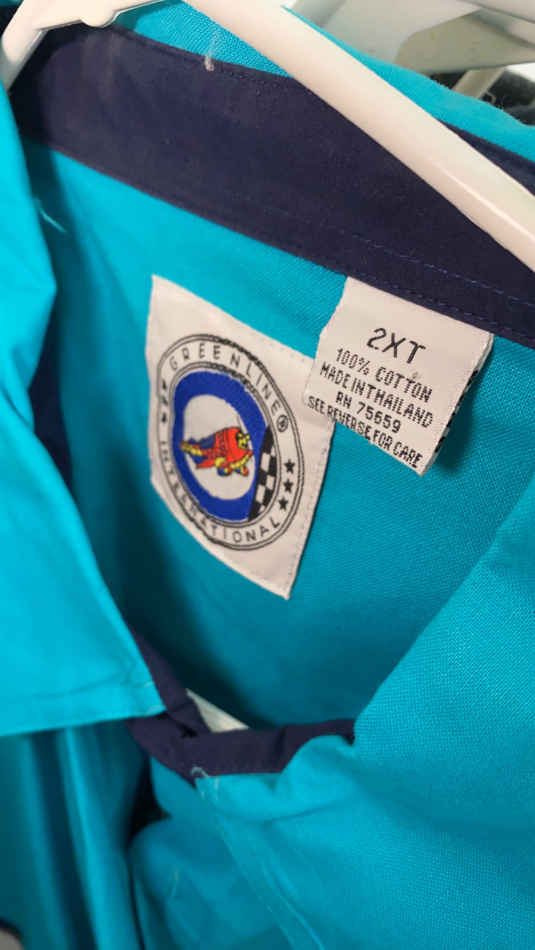 GREENLINE®
INTERNATIONAL
2XT
100% COTTON
MADE IN THAILAND
RN 75659
SEE REVERSE FOR CARE